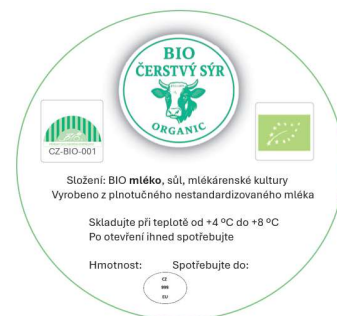 BIO
ČERSTVÝ SÝR
ORGANIC
CZ-BIO-001
Složení: BIO mléko, sůl, mlékárenské kultury
Vyrobeno z plnotučného nestandardizovaného mléka
Skladujte při teplotě od +4 ºC do +8 ºC
Po otevření ihned spotřebujte
Hmotnost: Spotřebujte do:
CZ
EU